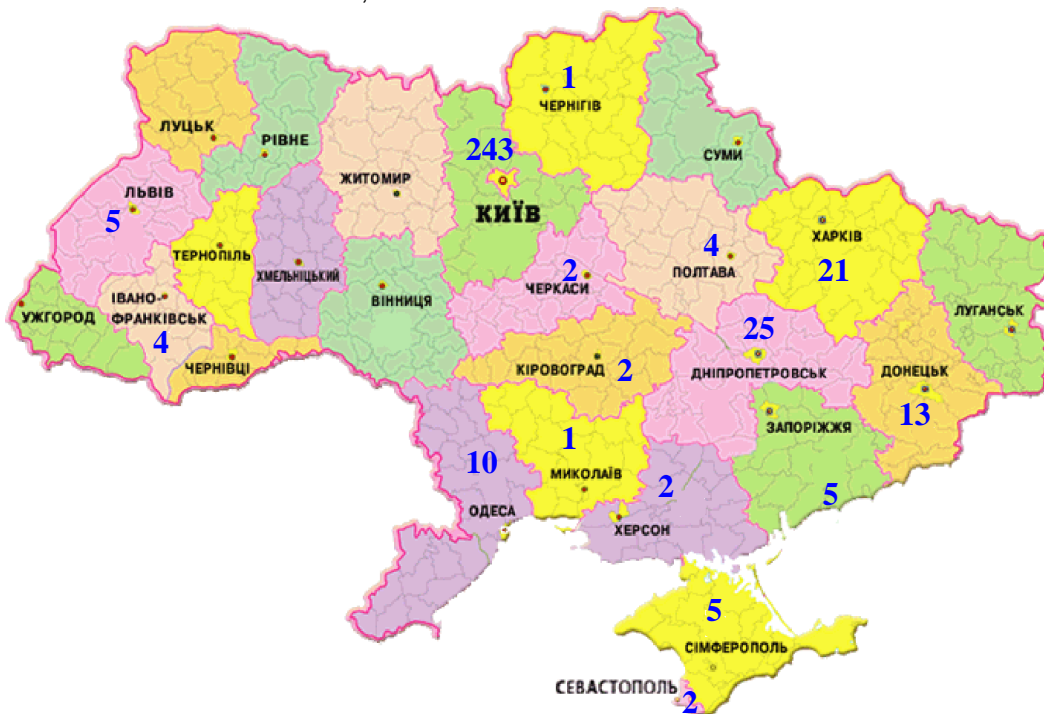 1
ЧЕРНІГІВ
ЛУЦЬК
РІВНЕ
СУМИ
243
ЖИТОМИР
КИЇВ
ЛЬВІВ
5
ХАРКІВ
21
4
ПОЛТАВА
ТЕРНОПІЛЬ
ХМЕЛЬНІЦЬКИЙ
2
ЧЕРКАСИ
ВІННИЦЯ
ІВАНО-
ФРАНКІВСЬК
4
УЖГОРОД
ЛУГАНСЬК
25
ДНІПРОПЕТРОВСЬК
ЧЕРНІВЦІ
КІРОВОГРАД
2
ДОНЕЦЬК
13
ЗАПОРІЖЖЯ
5
1
МИКОЛАЇВ
10
ОДЕСА
2
ХЕРСОН
5
СІМФЕРОПОЛЬ
СЕВАСТОПОЛЬ
2